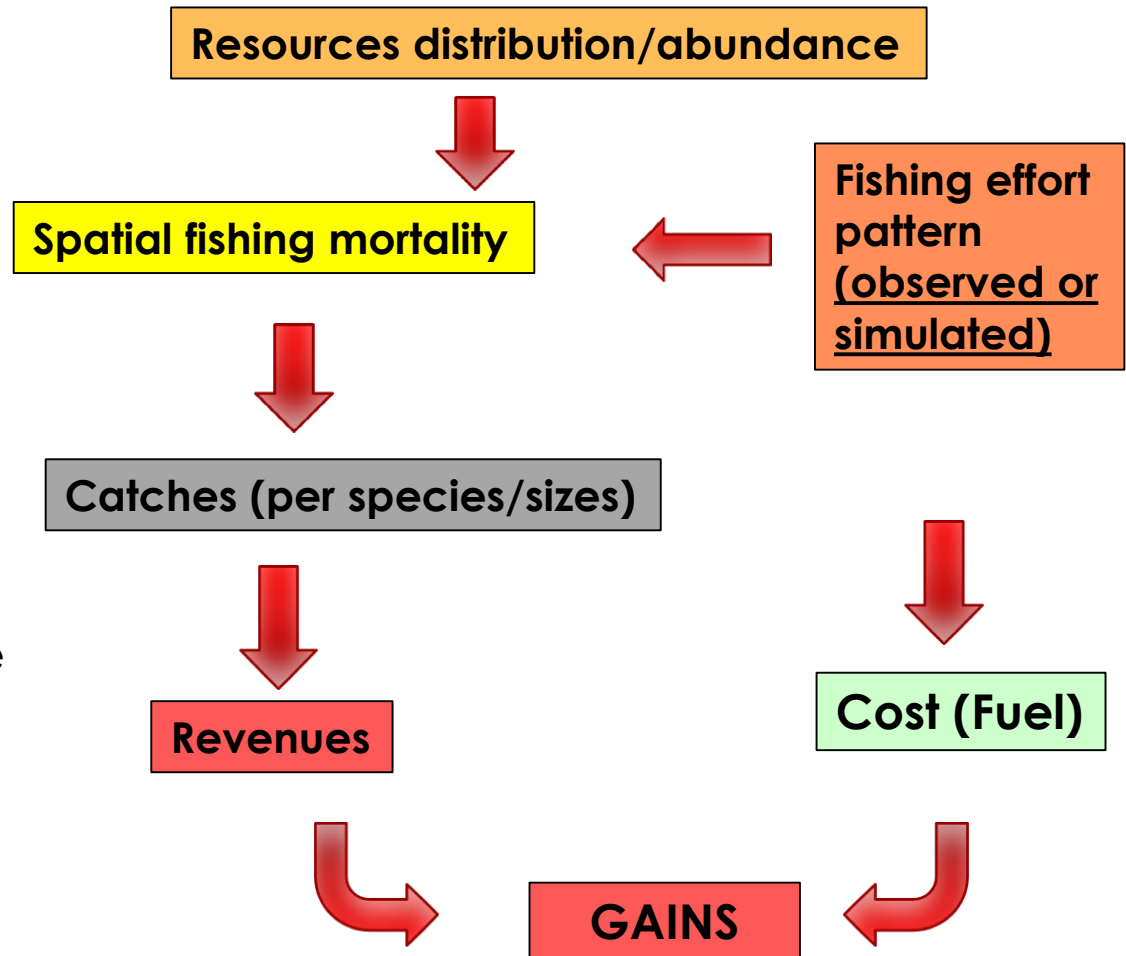 Resources distribution/abundance
Fishing effort
pattern
(observed or
simulated)
Spatial fishing mortality
Catches (per species/sizes)
e
Revenues
Cost (Fuel)
GAINS